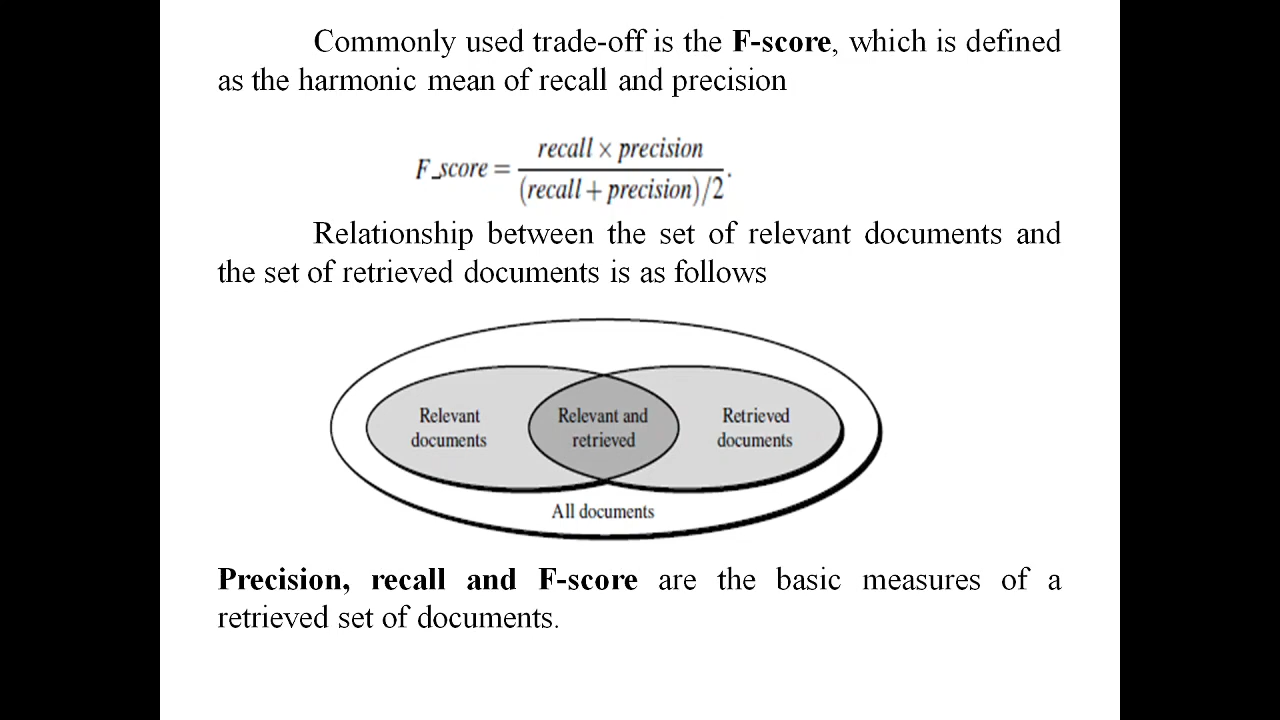 Commonly used trade-off is the F-score, which is defined
as the harmonic mean of recall and precision
F_score = recall × precision / (recall + precision)/2.
Relationship between the set of relevant documents and
the set of retrieved documents is as follows
Relevant documents
Relevant and retrieved
Retrieved documents
All documents
Precision, recall and F-score are the basic measures of a
retrieved set of documents.